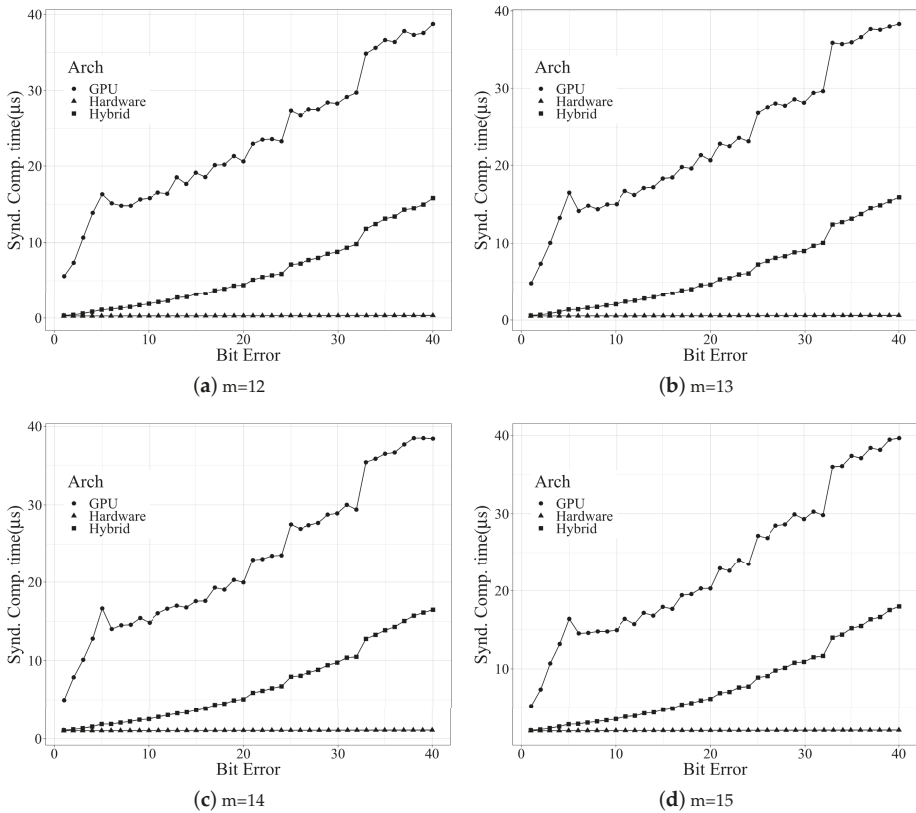 40
30
20
10
0
Synd. Comp. time(μs)
Arch
GPU
Hardware
Hybrid
0 10 20 30 40
Bit Error
(a) m=12
40
30
20
10
0
Synd. Comp. time(μs)
Arch
GPU
Hardware
Hybrid
0 10 20 30 40
Bit Error
(b) m=13
40
30
20
10
0
Synd. Comp. time(μs)
Arch
GPU
Hardware
Hybrid
0 10 20 30 40
Bit Error
(c) m=14
40
30
20
10
Synd. Comp. time(μs)
Arch
GPU
Hardware
Hybrid
0 10 20 30 40
Bit Error
(d) m=15